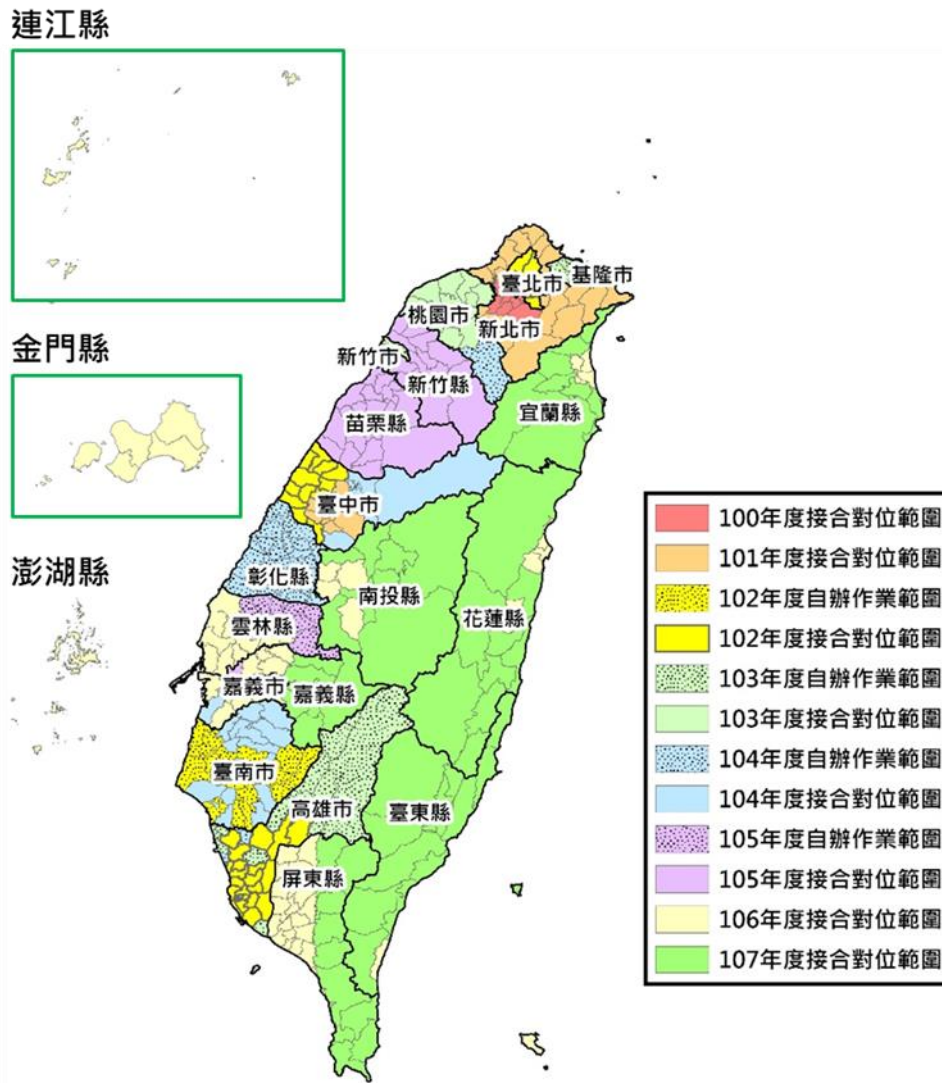 連江縣
金門縣
澎湖縣
臺北市
基隆市
桃園市
新北市
新竹市
新竹縣
宜蘭縣
苗栗縣
臺中市
彰化縣
南投縣
花蓮縣
雲林縣
嘉義市
嘉義縣
臺南市
高雄市
臺東縣
屏東縣
100年度接合對位範圍
101年度接合對位範圍
102年度自辦作業範圍
102年度接合對位範圍
103年度自辦作業範圍
103年度接合對位範圍
104年度自辦作業範圍
104年度接合對位範圍
105年度自辦作業範圍
105年度接合對位範圍
106年度接合對位範圍
107年度接合對位範圍